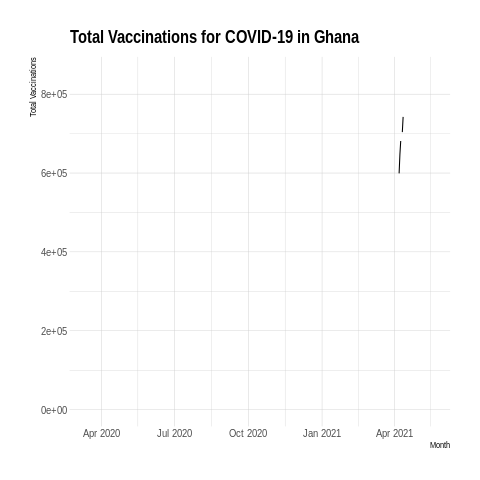 Total Vaccinations for COVID-19 in Ghana
Total Vaccinations
8e+05
6e+05
4e+05
2e+05
0e+00
Apr 2020 Jul 2020 Oct 2020 Jan 2021 Apr 2021
Month